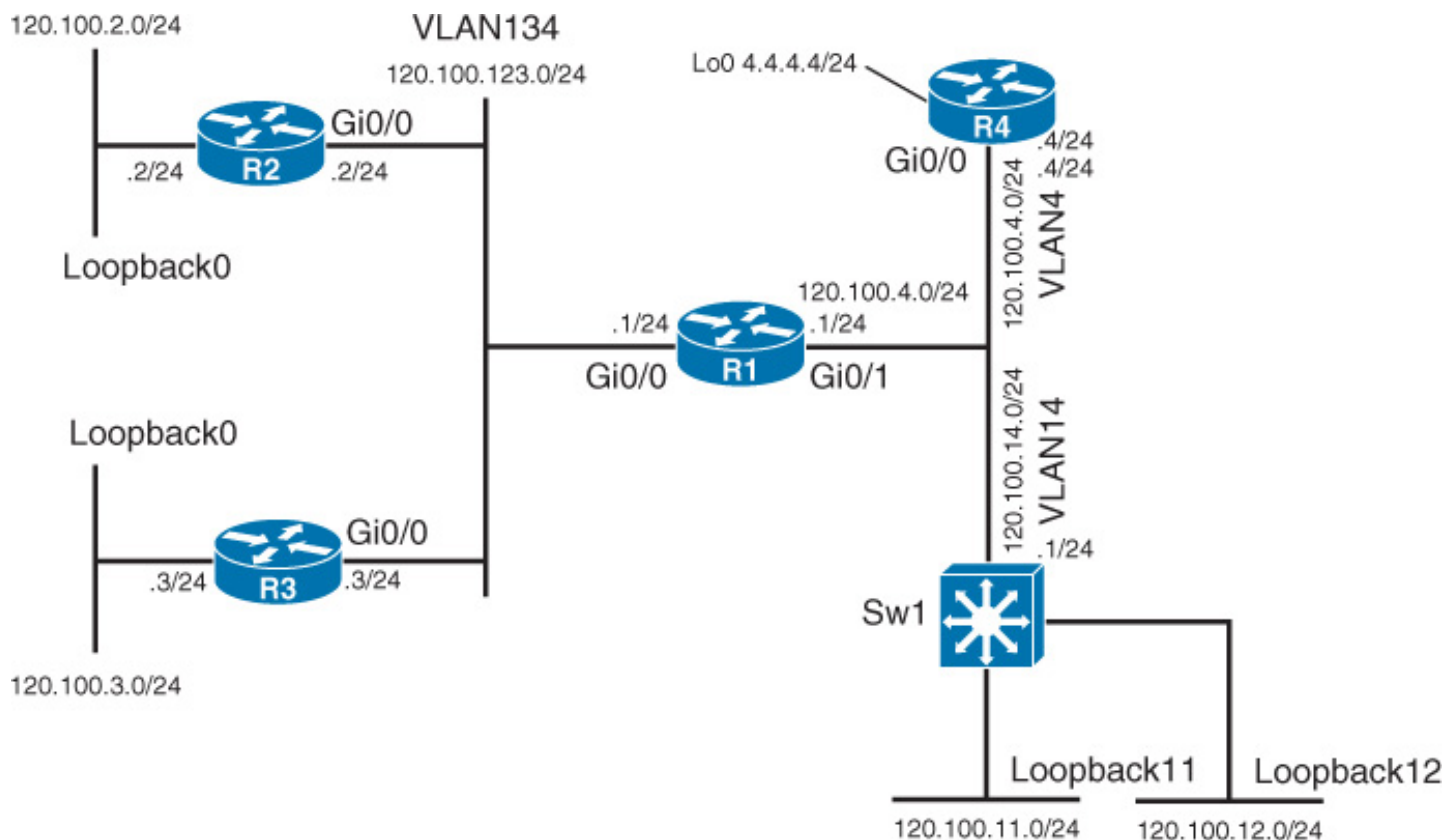 120.100.2.0/24
VLAN134
120.100.123.0/24
Lo0 4.4.4.4/24
R4
.4/24
.4/24
Gi0/0
120.100.4.0/24
VLAN4
R2
Gi0/0
.2/24
.2/24
Loopback0
120.100.4.0/24
.1/24
.1/24
R1
Gi0/0
Gi0/1
Loopback0
120.100.14.0/24
VLAN14
.1/24
R3
Gi0/0
.3/24
.3/24
Sw1
120.100.3.0/24
Loopback11
Loopback12
120.100.11.0/24
120.100.12.0/24